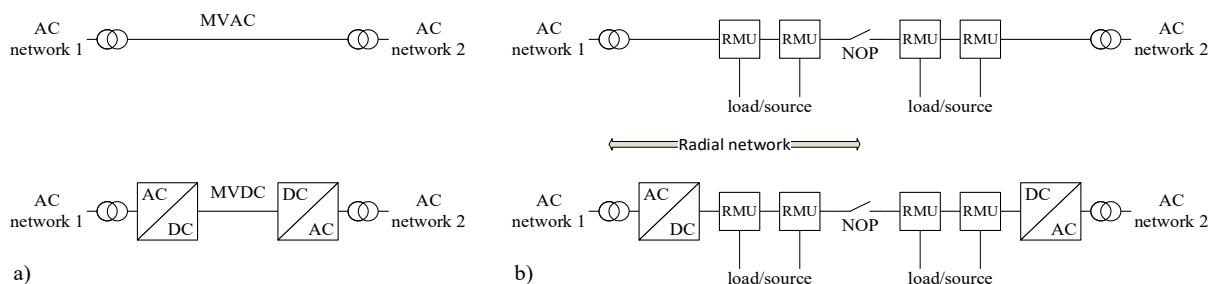 MVAC
AC
network 1
AC
network 2
AC
network 1
RMU
RMU
NOP
RMU
RMU
AC
network 2
load/source
load/source
Radial network
AC
network 1
AC
DC
MVDC
DC
AC
AC
network 2
AC
network 1
AC
DC
RMU
RMU
NOP
RMU
RMU
DC
AC
AC
network 2
load/source
load/source
a)
b)